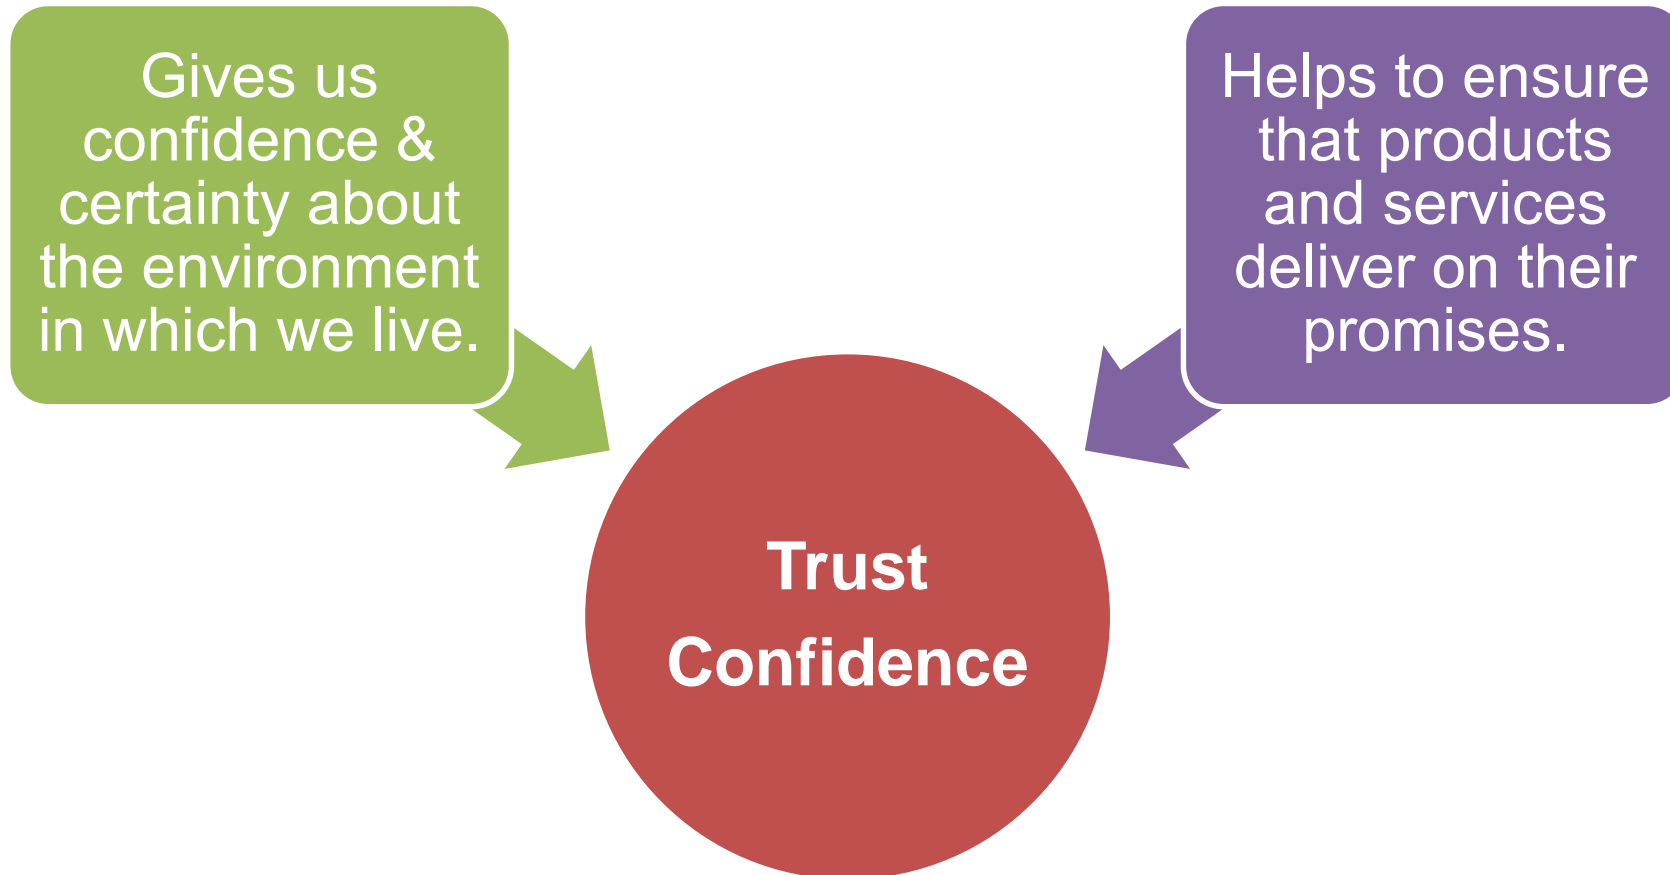 Gives us
confidence &
certainty about
the environment
in which we live.
Helps to ensure
that products
and services
deliver on their
promises.
Trust
Confidence